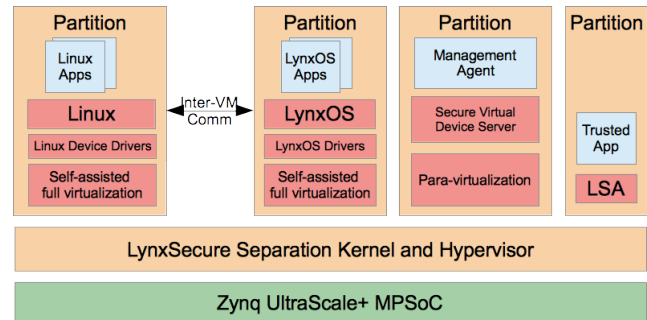 Partition
Linux
Apps
Linux
Linux Device Drivers
Self-assisted
full virtualization
Inter-VM
Comm
Partition
LynxOS
Apps
LynxOS
LynxOS Drivers
Self-assisted
full virtualization
Partition
Management
Agent
Secure Virtual
Device Server
Para-virtualization
Partition
Trusted
App
LSA
LynxSecure Separation Kernel and Hypervisor
Zynq UltraScale+ MPSoC